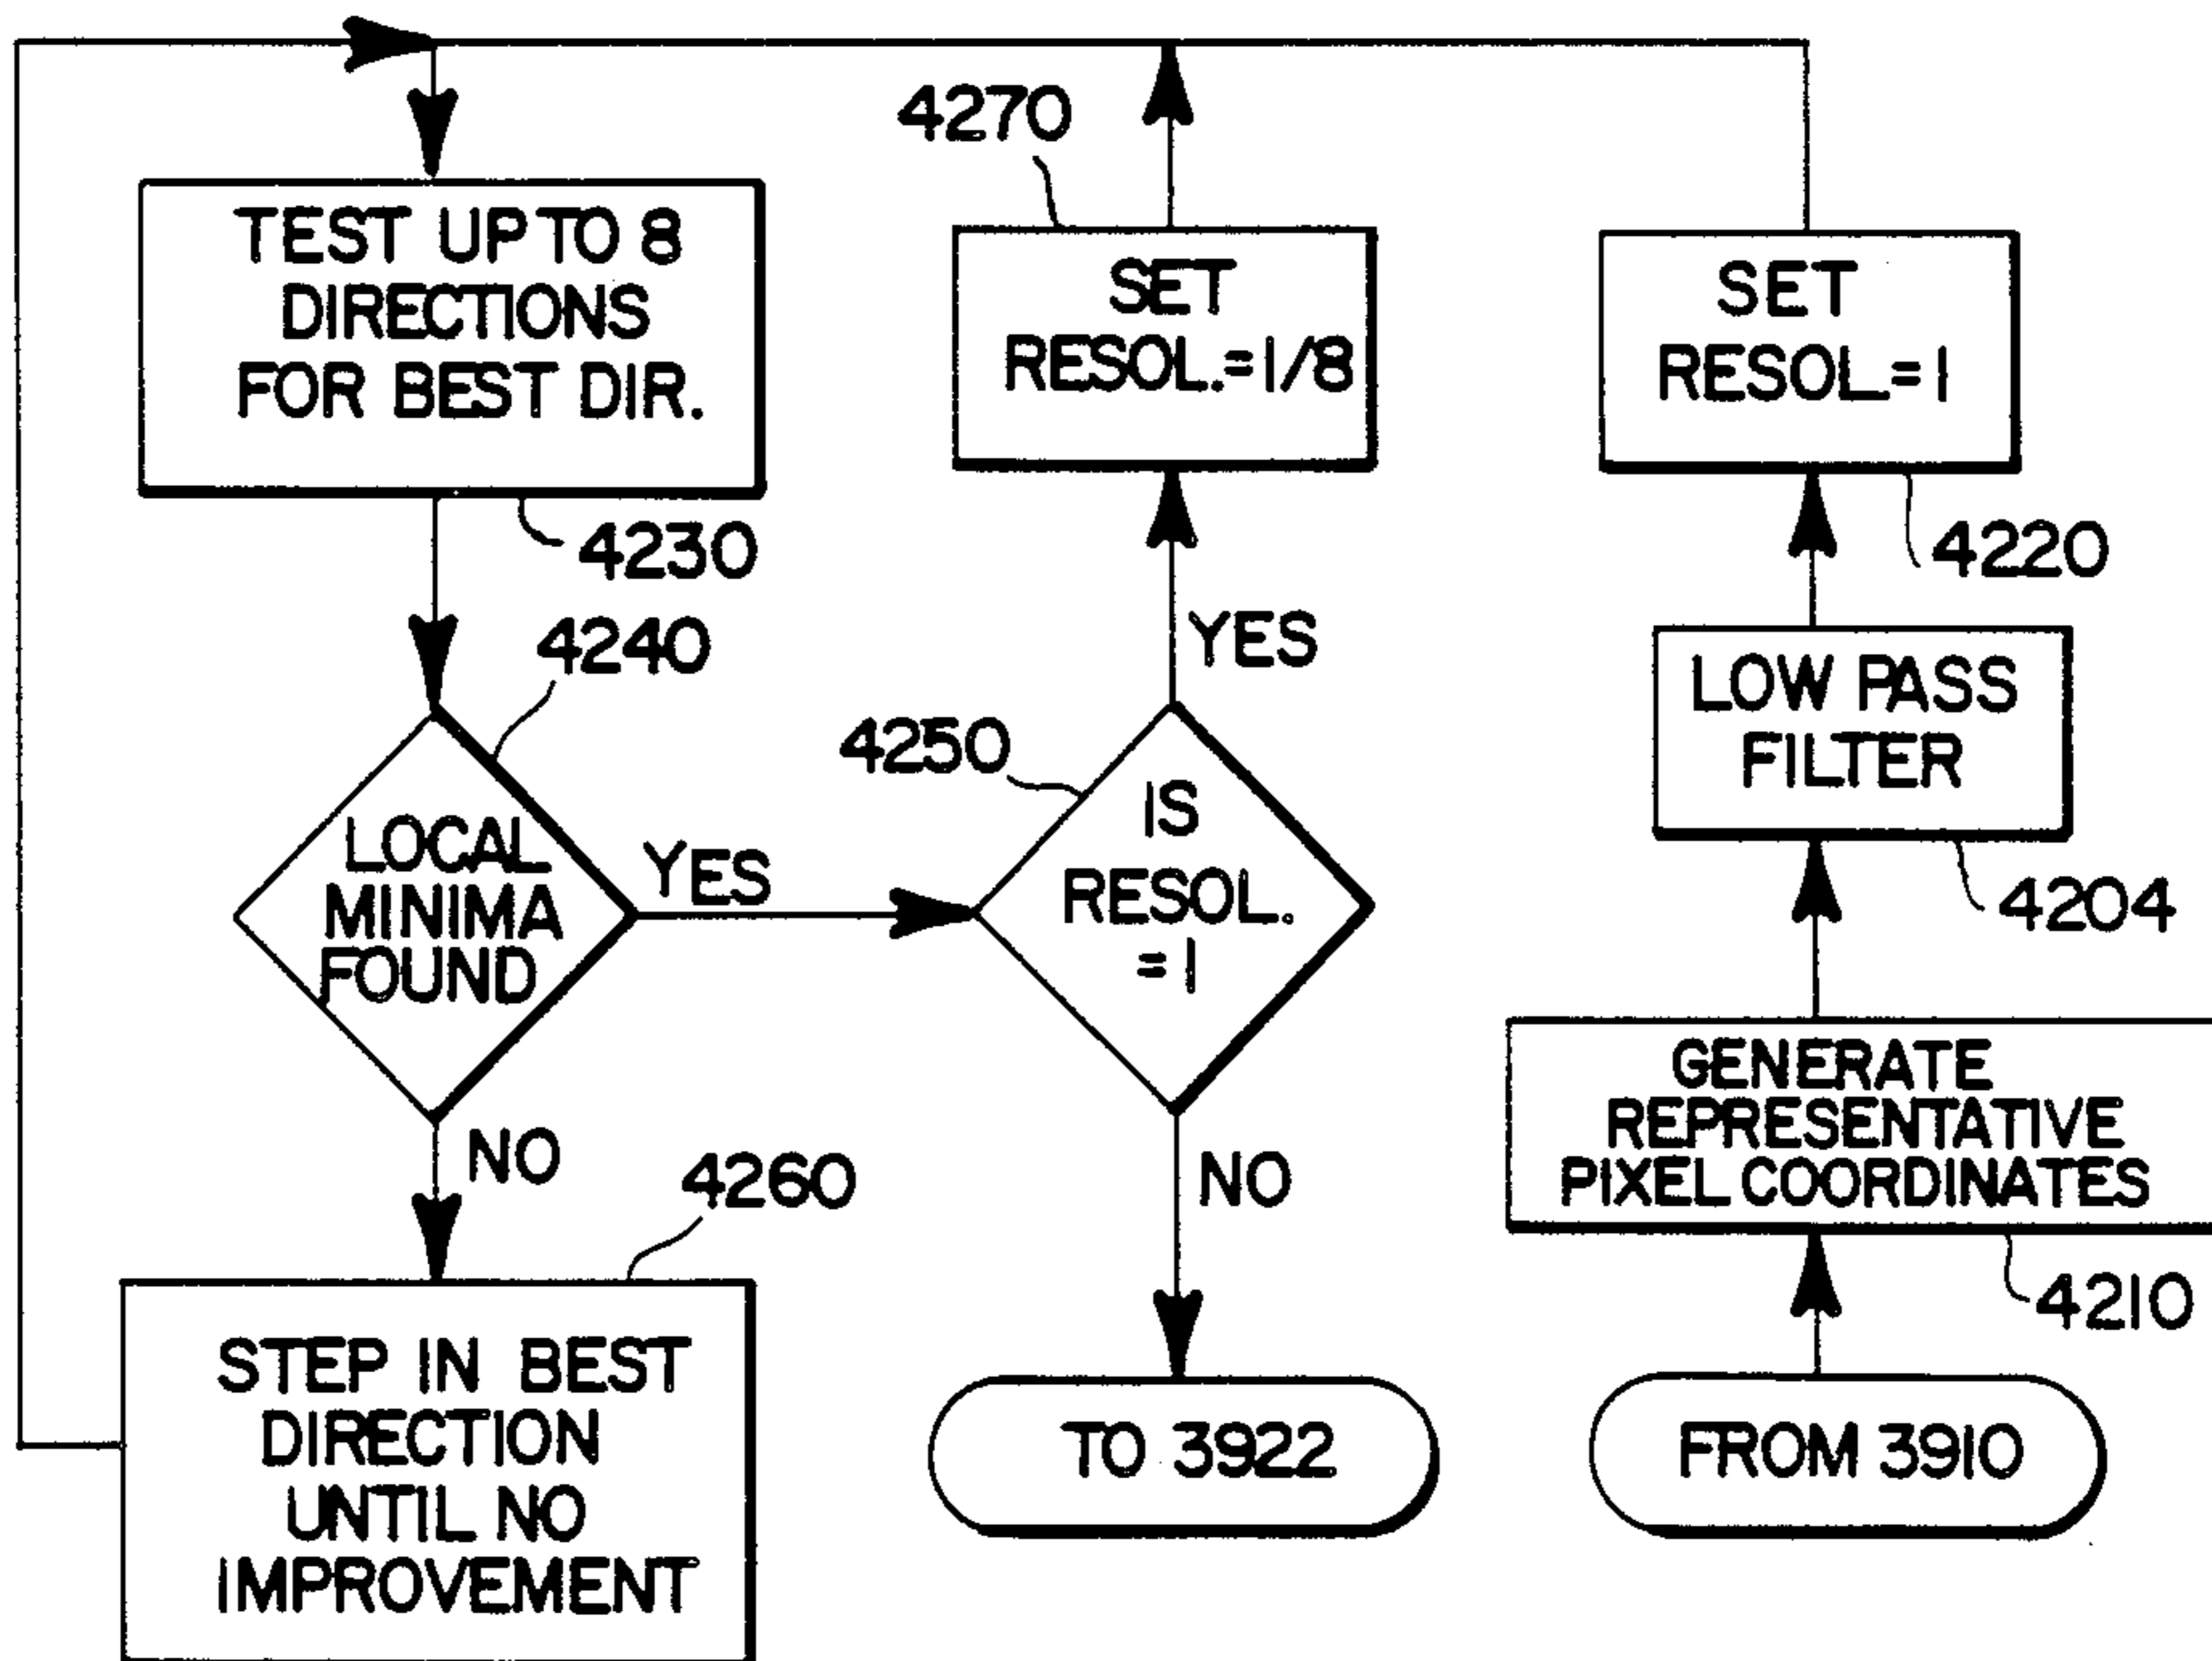 4270
TEST UP TO 8
DIRECTIONS
FOR BEST DIR.
4230
SET
RESOL.=1/8
SET
RESOL.=1
4220
4240
YES
LOW PASS
FILTER
4204
4250
LOCAL
MINIMA
FOUND
YES
IS
RESOL.
=1
GENERATE
REPRESENTATIVE
PIXEL COORDINATES
4210
NO
4260
NO
STEP IN BEST
DIRECTION
UNTIL NO
IMPROVEMENT
TO 3922
FROM 3910